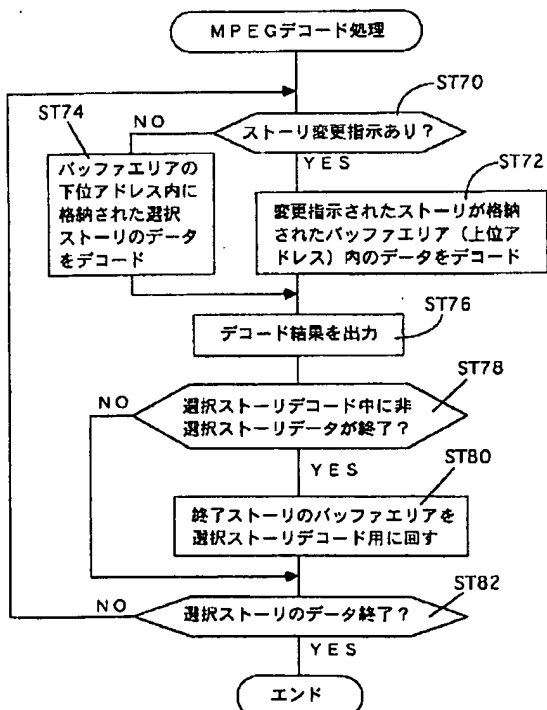 MPEGデコード処理
ST70
ST74
NO
ストーリ変更指示あり？
YES
ST72
バッファエリアの
下位アドレス内に
格納された選択
ストーリのデータ
をデコード
変更指示されたストーリが格納
されたバッファエリア（上位ア
ドレス）内のデータをデコード
ST76
デコード結果を出力
ST78
NO
選択ストーリデコード中に非
選択ストーリデータが終了？
YES
ST80
終了ストーリのバッファエリアを
選択ストーリデコード用に回す
ST82
NO
選択ストーリのデータ終了？
YES
エンド